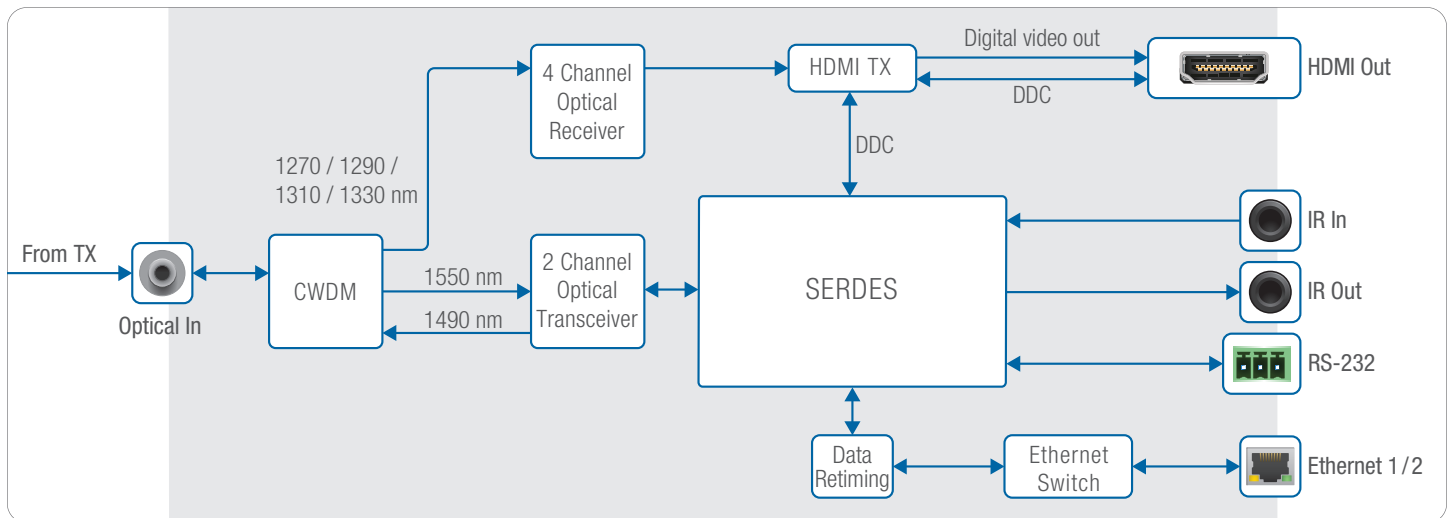 Digital video out
4 Channel
Optical
Receiver
HDMI TX
HDMI Out
DDC
DDC
1270 / 1290 /
1310 / 1330 nm
IR In
From TX
2 Channel
Optical
Transceiver
1550 nm
CWDM
SERDES
IR Out
1490 nm
Optical In
RS-232
Data
Retiming
Ethernet
Switch
Ethernet 1/2